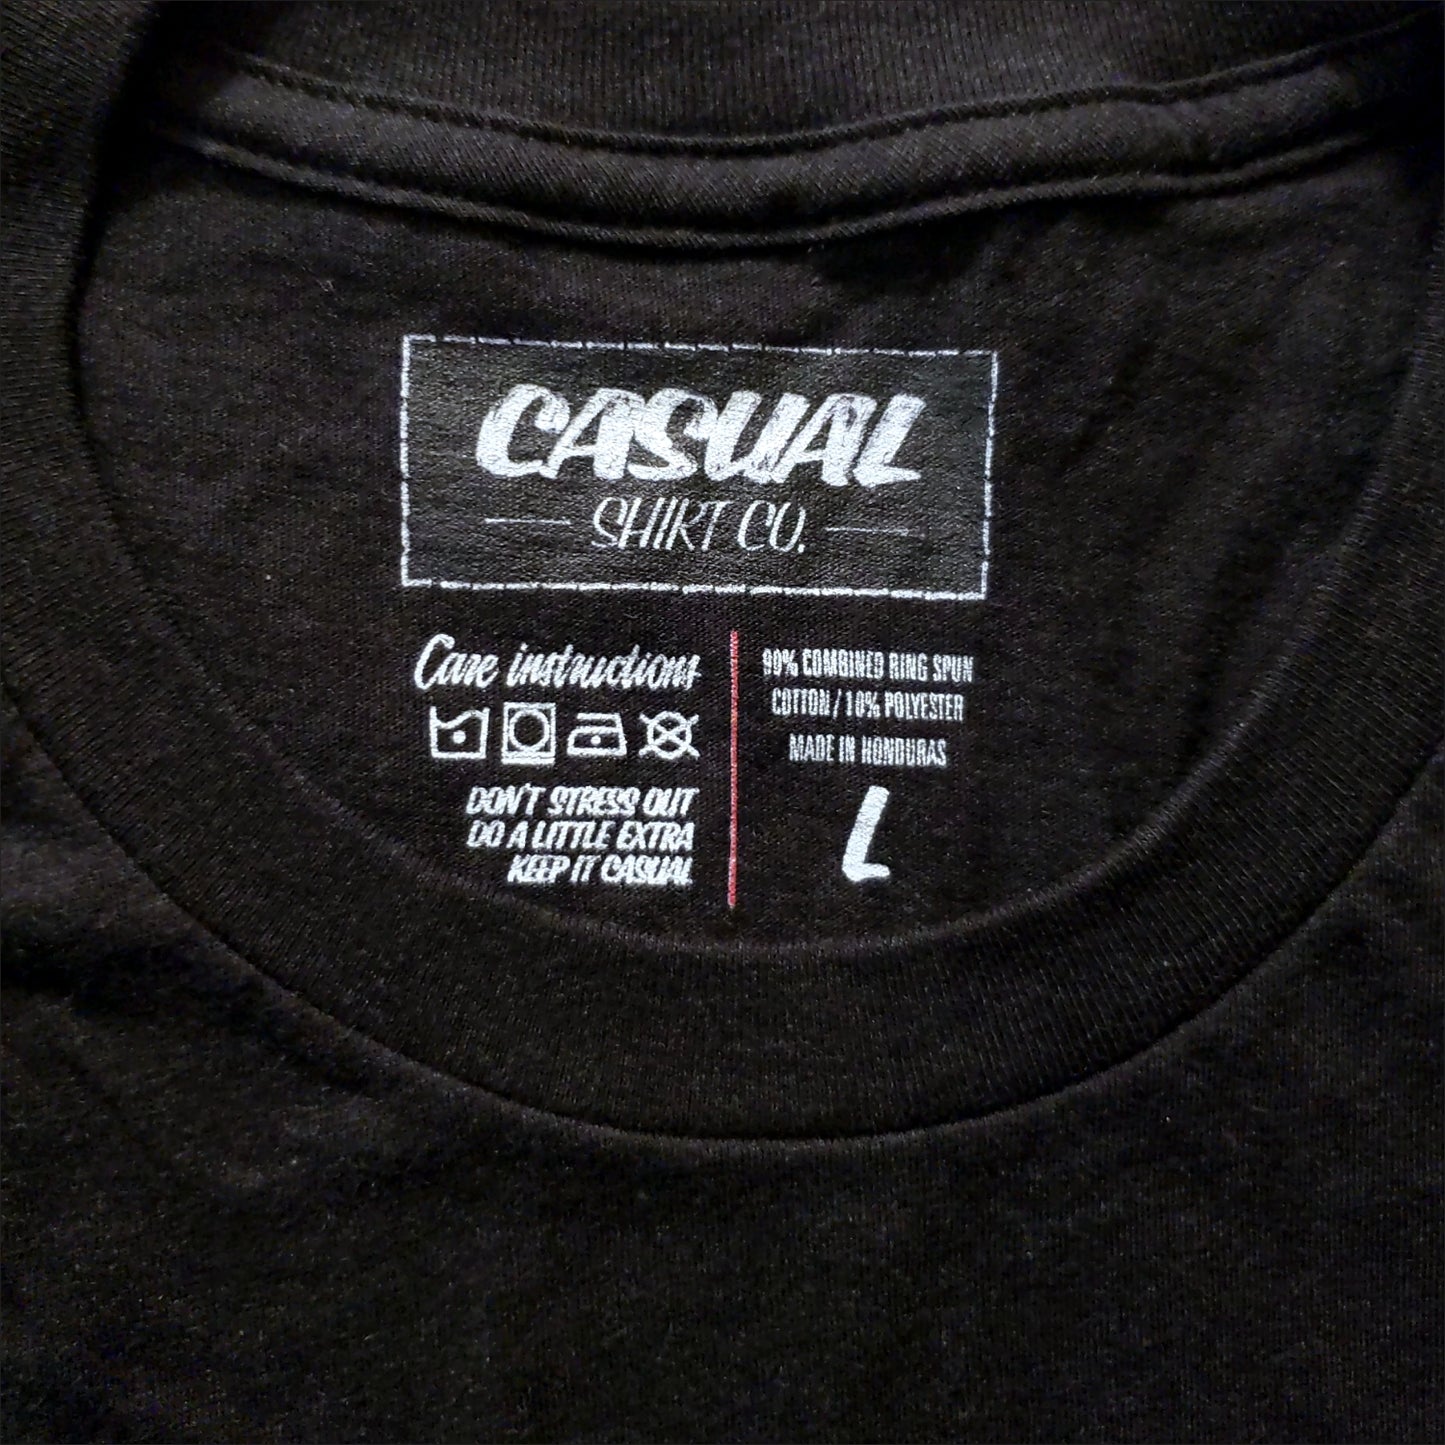 CASUAL
SHIRT CO.
Care instructions
DON'T STRESS OUT
DO A LITTLE EXTRA
KEEP IT CASUAL
90% COMBINED RING SPUN
COTTON / 10% POLYESTER
MADE IN HONDURAS
L